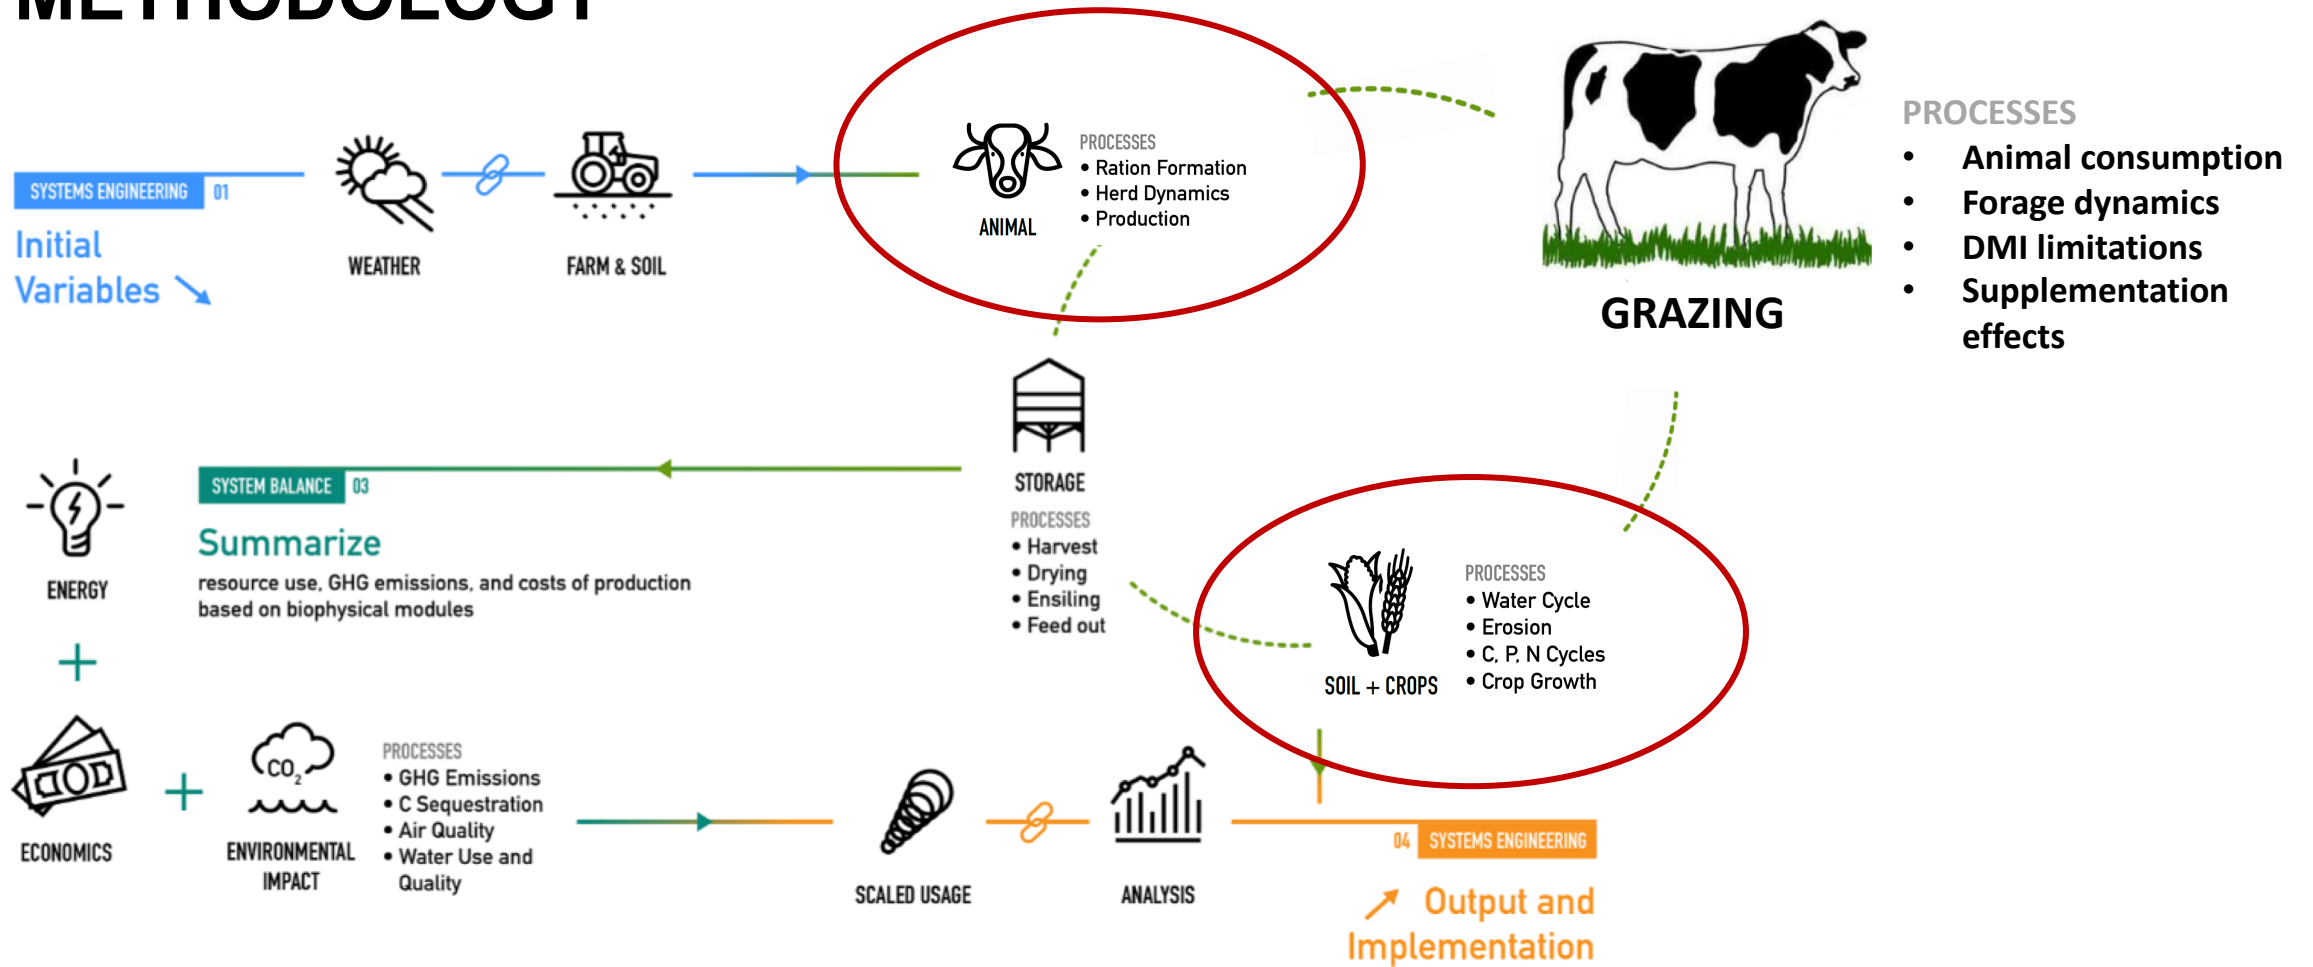 METHODOLOGY
SYSTEMS ENGINEERING 01
Initial
Variables
WEATHER
FARM & SOIL
ANIMAL
PROCESSES
• Ration Formation
• Herd Dynamics
• Production
GRAZING
PROCESSES
• Animal consumption
• Forage dynamics
• DMI limitations
• Supplementation
effects
STORAGE
PROCESSES
• Harvest
• Drying
• Ensiling
• Feed out
SOIL + CROPS
PROCESSES
• Water Cycle
• Erosion
• C, P, N Cycles
• Crop Growth
SYSTEM BALANCE 03
Summarize
resource use, GHG emissions, and costs of production
based on biophysical modules
ENERGY
ECONOMICS
CO2
ENVIRONMENTAL
IMPACT
PROCESSES
• GHG Emissions
• C Sequestration
• Air Quality
• Water Use and
Quality
SCALED USAGE
ANALYSIS
04 SYSTEMS ENGINEERING
Output and
Implementation